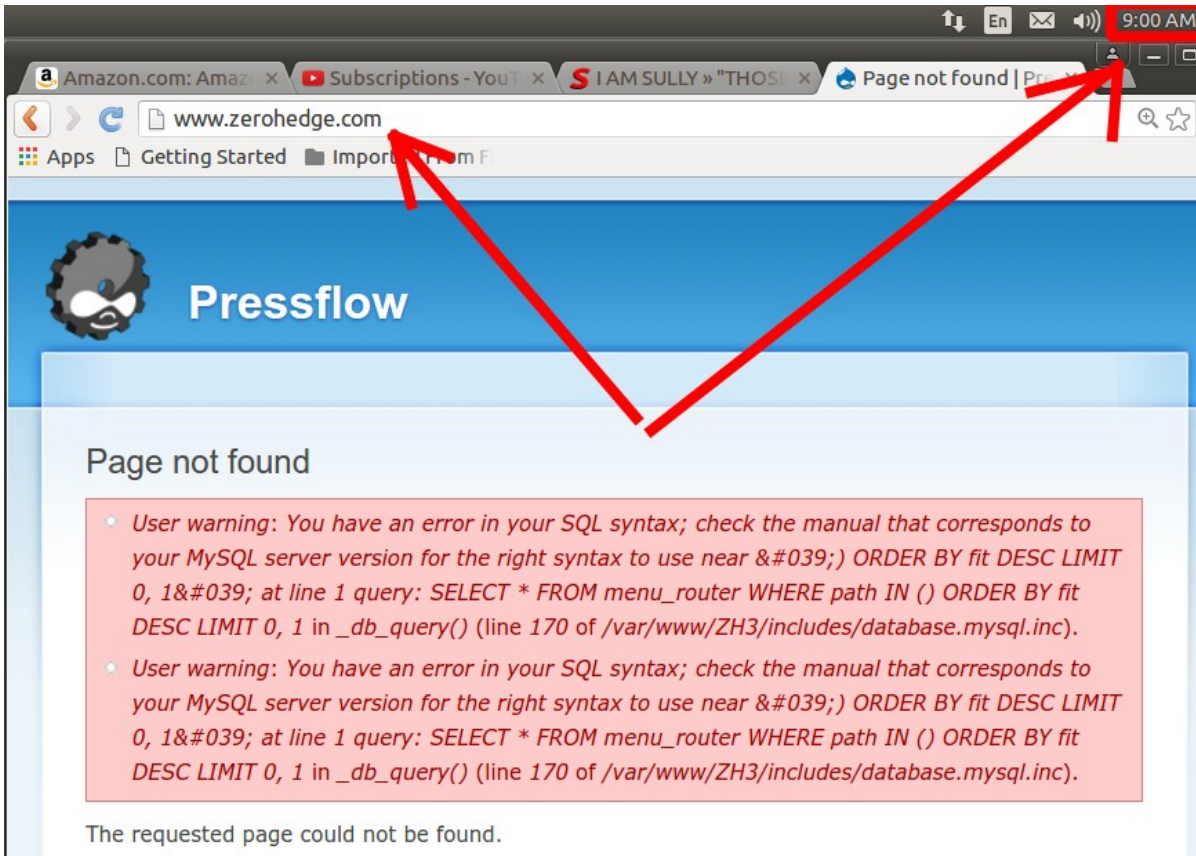 En 9:00 AM
Amazon.com: Amaz Subscriptions - YouT I AM SULLY » "THOSE Page not found | Pre
www.zerohedge.com
Apps Getting Started Imported From F
Pressflow
Page not found
User warning: You have an error in your SQL syntax; check the manual that corresponds to
your MySQL server version for the right syntax to use near &#039;) ORDER BY fit DESC LIMIT
0, 1&#039; at line 1 query: SELECT * FROM menu_router WHERE path IN () ORDER BY fit
DESC LIMIT 0, 1 in _db_query() (line 170 of /var/www/ZH3/includes/database.mysql.inc).
User warning: You have an error in your SQL syntax; check the manual that corresponds to
your MySQL server version for the right syntax to use near &#039;) ORDER BY fit DESC LIMIT
0, 1&#039; at line 1 query: SELECT * FROM menu_router WHERE path IN () ORDER BY fit
DESC LIMIT 0, 1 in _db_query() (line 170 of /var/www/ZH3/includes/database.mysql.inc).
The requested page could not be found.